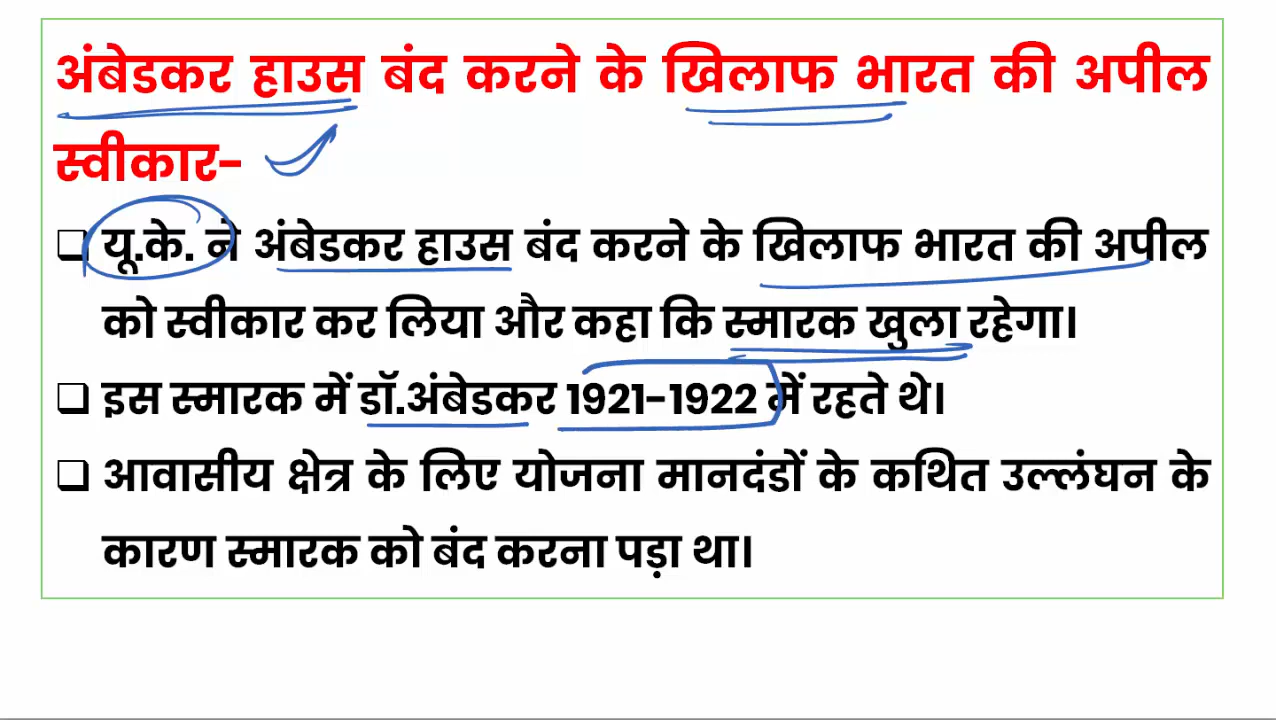 अंबेडकर हाउस बंद करने के खिलाफ भारत की अपील
स्वीकार-
❑ यू.के. ने अंबेडकर हाउस बंद करने के खिलाफ भारत की अपील
को स्वीकार कर लिया और कहा कि स्मारक खुला रहेगा।
❑ इस स्मारक में डॉ.अंबेडकर 1921-1922 में रहते थे।
❑ आवासीय क्षेत्र के लिए योजना मानदंडों के कथित उल्लंघन के
कारण स्मारक को बंद करना पड़ा था।